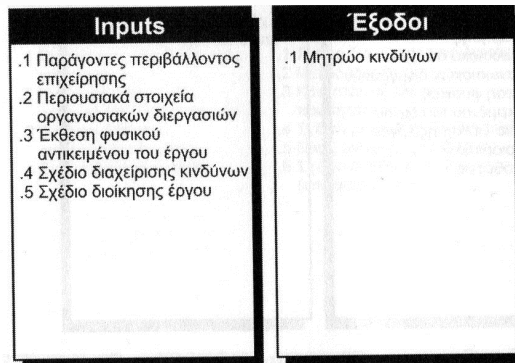 Inputs
.1 Παράγοντες περιβάλλοντος
επιχείρησης
.2 Περιουσιακά στοιχεία
οργανωσιακών διεργασιών
.3 Έκθεση φυσικού
αντικειμένου του έργου
.4 Σχέδιο διαχείρισης κινδύνων
.5 Σχέδιο διοίκησης έργου
Έξοδοι
.1 Μητρώο κινδύνων